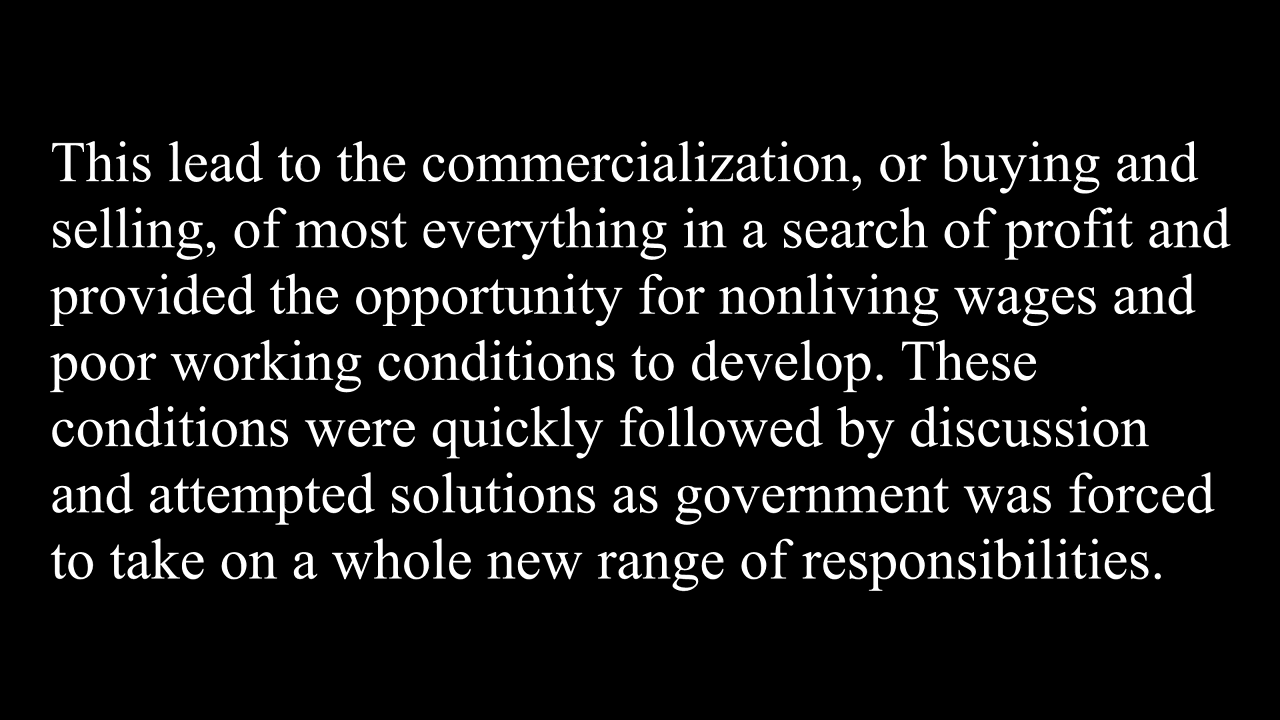 This lead to the commercialization, or buying and
selling, of most everything in a search of profit and
provided the opportunity for nonliving wages and
poor working conditions to develop. These
conditions were quickly followed by discussion
and attempted solutions as government was forced
to take on a whole new range of responsibilities.